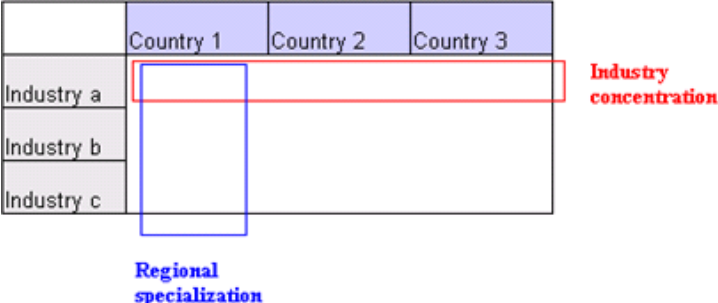 Country 1 Country 2 Country 3
Industry a
Industry
concentration
Industry b
Industry c
Regional
specialization